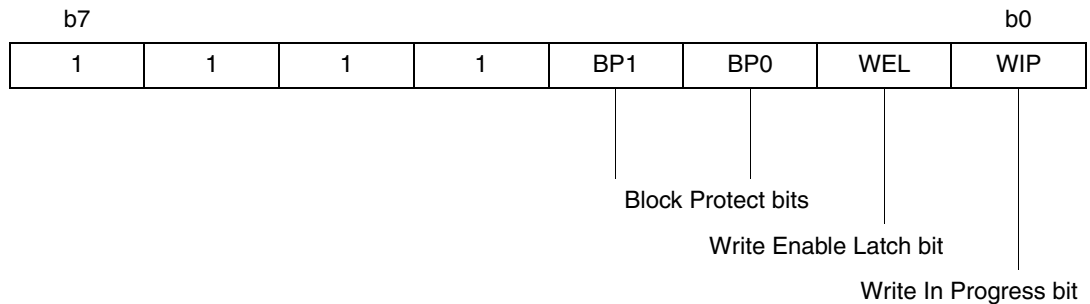 b7 b0
1 1 1 1 BP1 BP0 WEL WIP
Block Protect bits
Write Enable Latch bit
Write In Progress bit